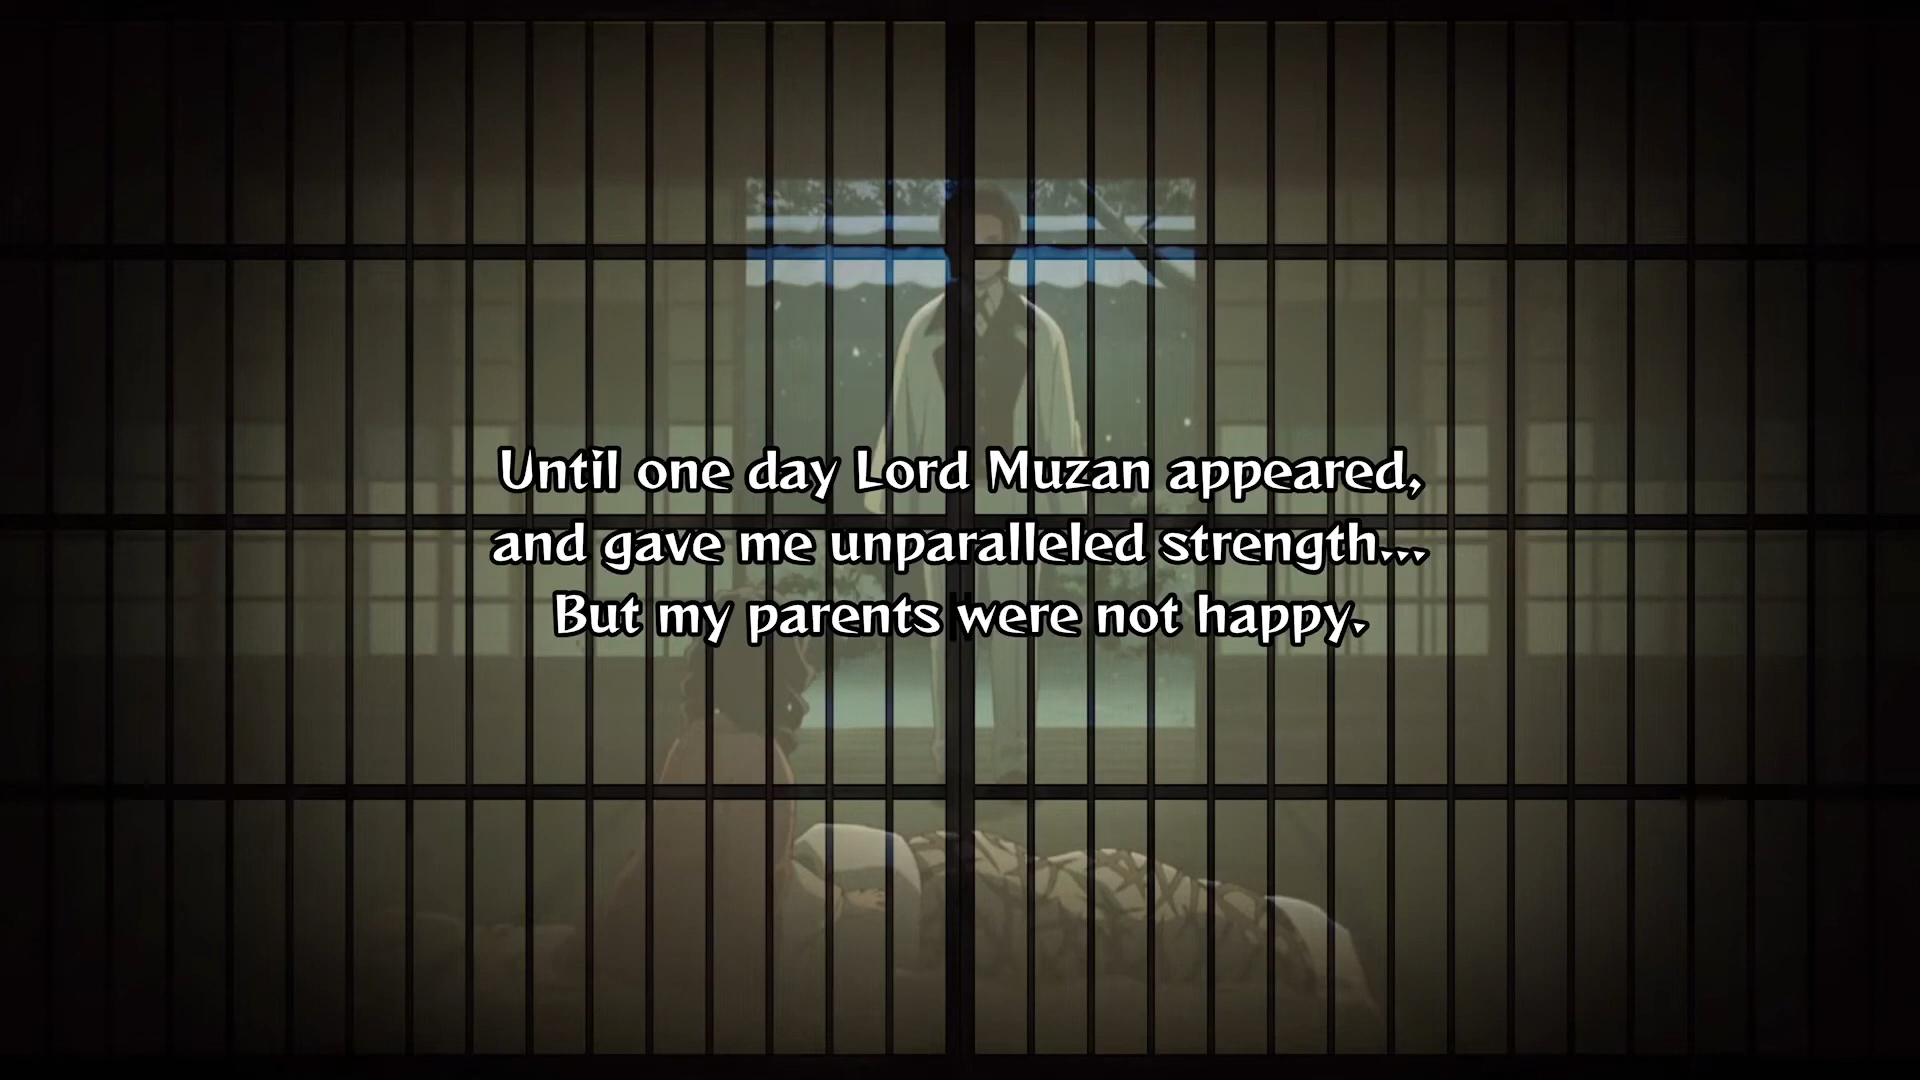 Until one day Lord Muzan appeared,
and gave me unparalleled strength...
But my parents were not happy.